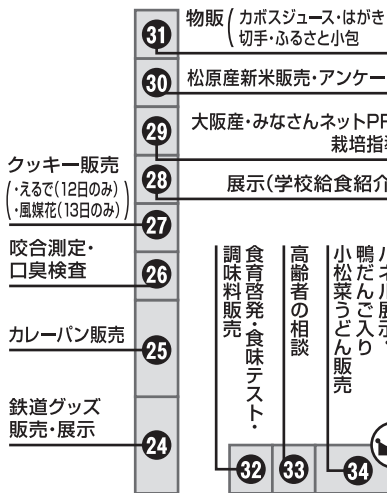 31
物販(カボスジュース・はがき
切手・ふるさと小包
30
松原産新米販売・アンケー
29
大阪産・みなさんネットPR
栽培指
28
展示(学校給食紹介
クッキー販売
(・えるで(12日のみ)
・風媒花(13日のみ))
27
咬合測定・
口臭検査
26
カレーパン販売
25
鉄道グッズ
販売・展示
24
食育啓発・食味テスト・
調味料販売
32
高齢者の相談
33
パネル展示、
鴨だんご入り
小松菜うどん販売
34